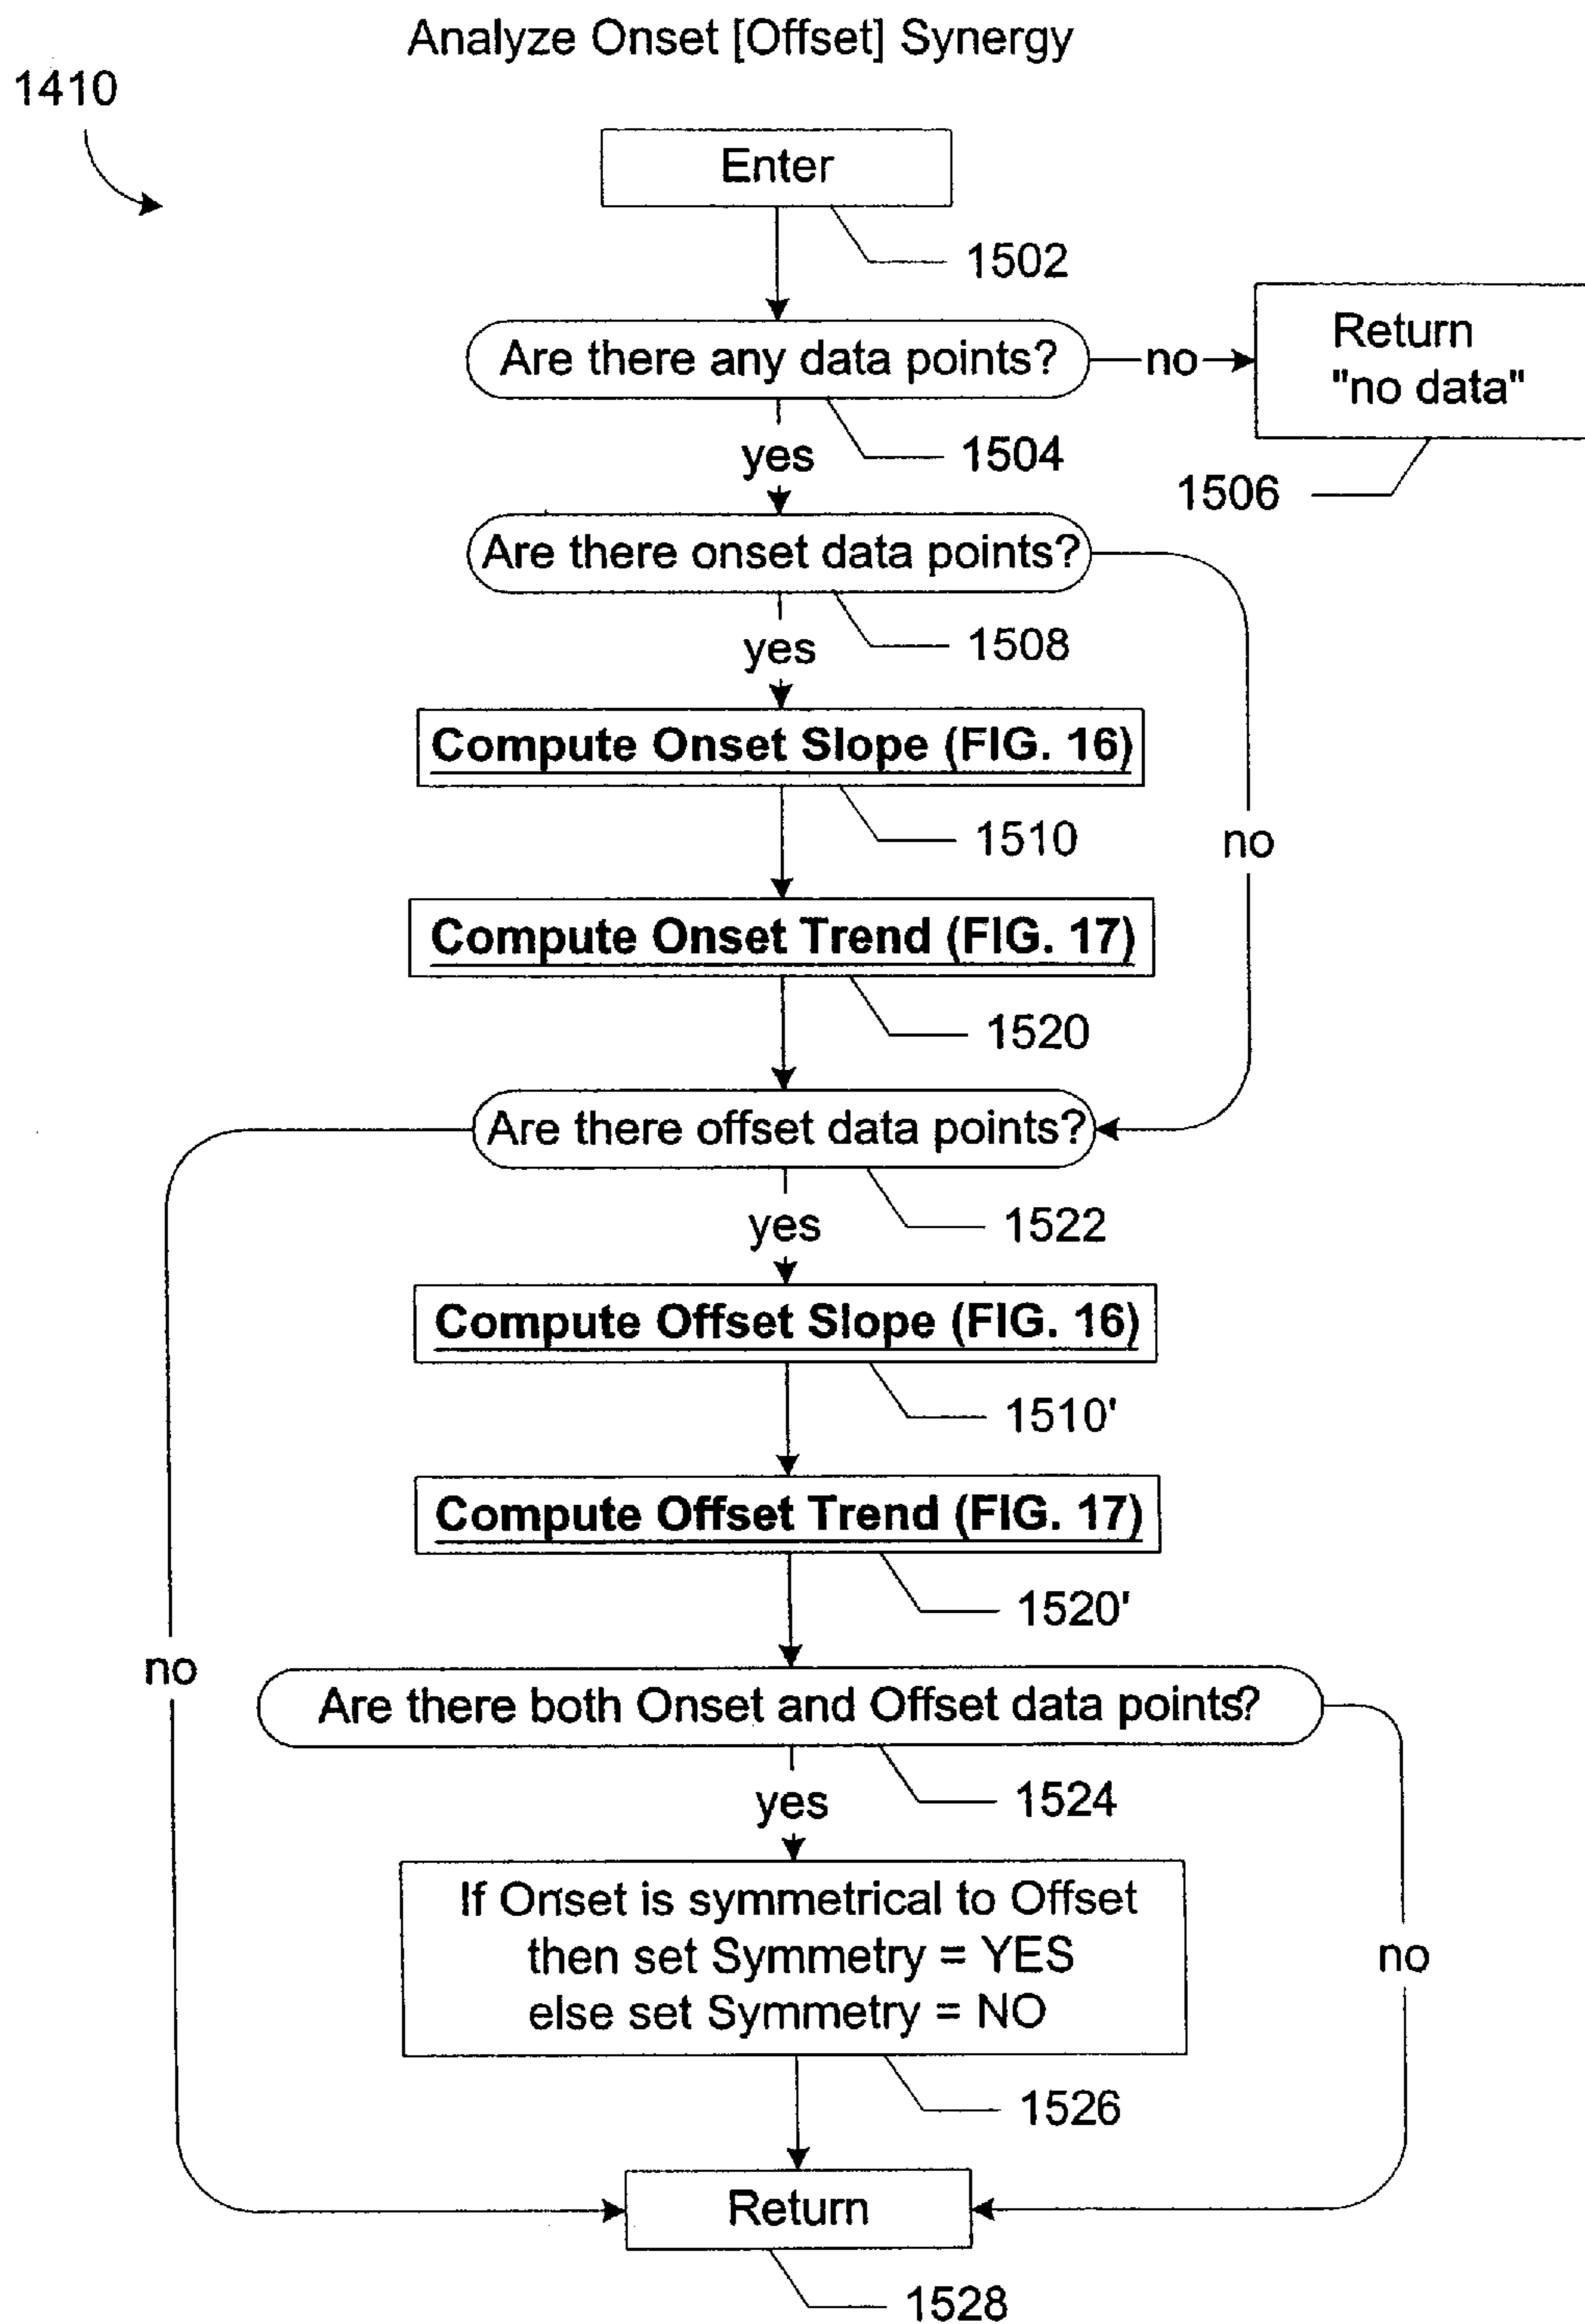 Analyze Onset [Offset] Synergy
1410
Enter
1502
Are there any data points?
no
Return
"no data"
yes
1504
1506
Are there onset data points?
yes
1508
Compute Onset Slope (FIG. 16)
1510
no
Compute Onset Trend (FIG. 17)
1520
Are there offset data points?
yes
1522
Compute Offset Slope (FIG. 16)
1510'
Compute Offset Trend (FIG. 17)
1520'
no
Are there both Onset and Offset data points?
yes
1524
If Onset is symmetrical to Offset
then set Symmetry = YES
else set Symmetry = NO
no
1526
Return
1528